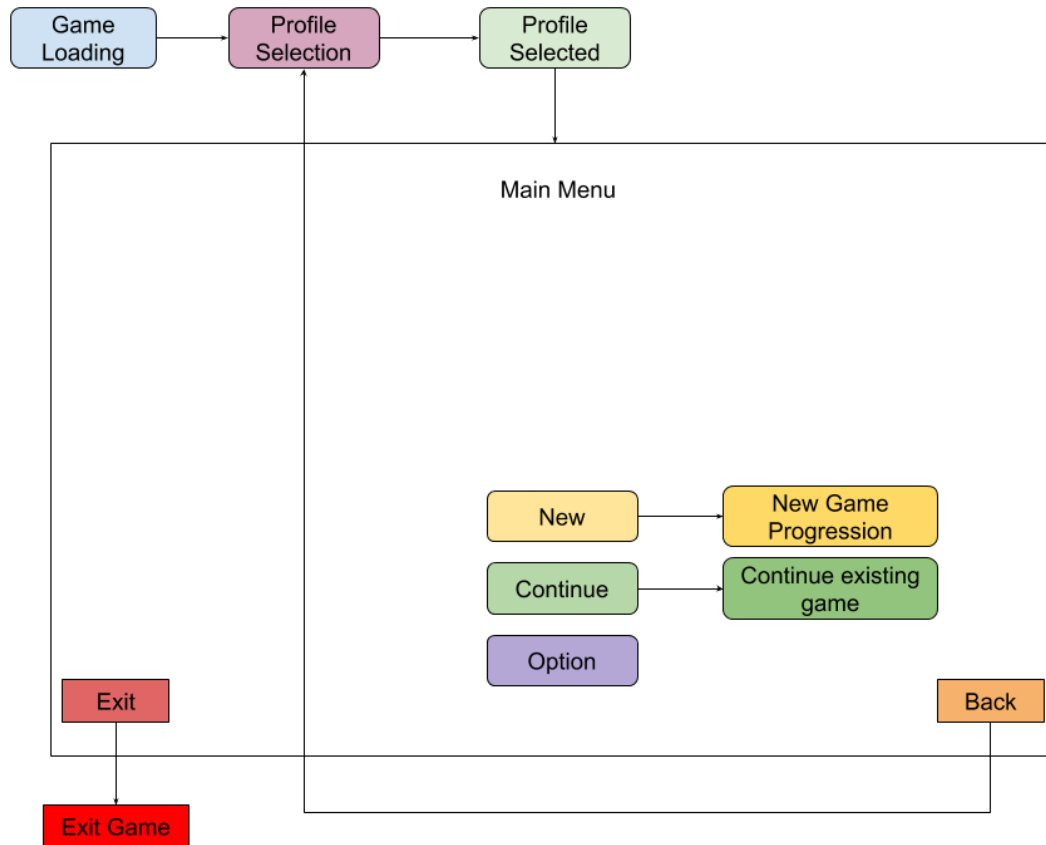 Game
Loading
Profile
Selection
Profile
Selected
Main Menu
New
New Game
Progression
Continue
Continue existing
game
Option
Exit
Back
Exit Game